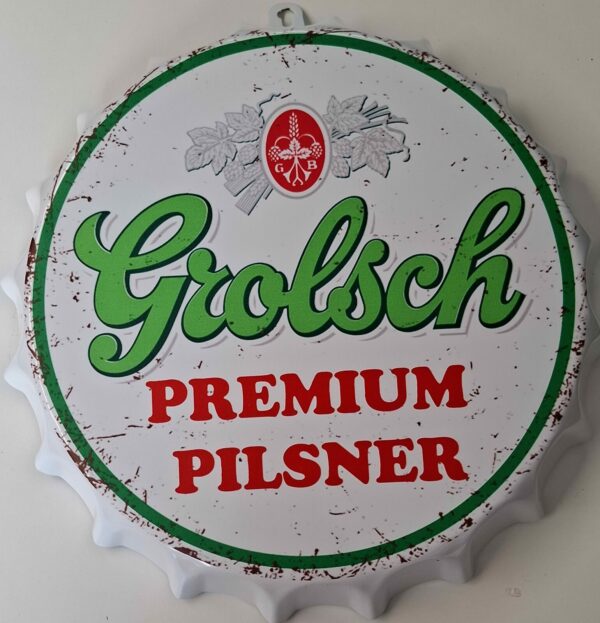 G B
Grolsch
PREMIUM
PILSNER